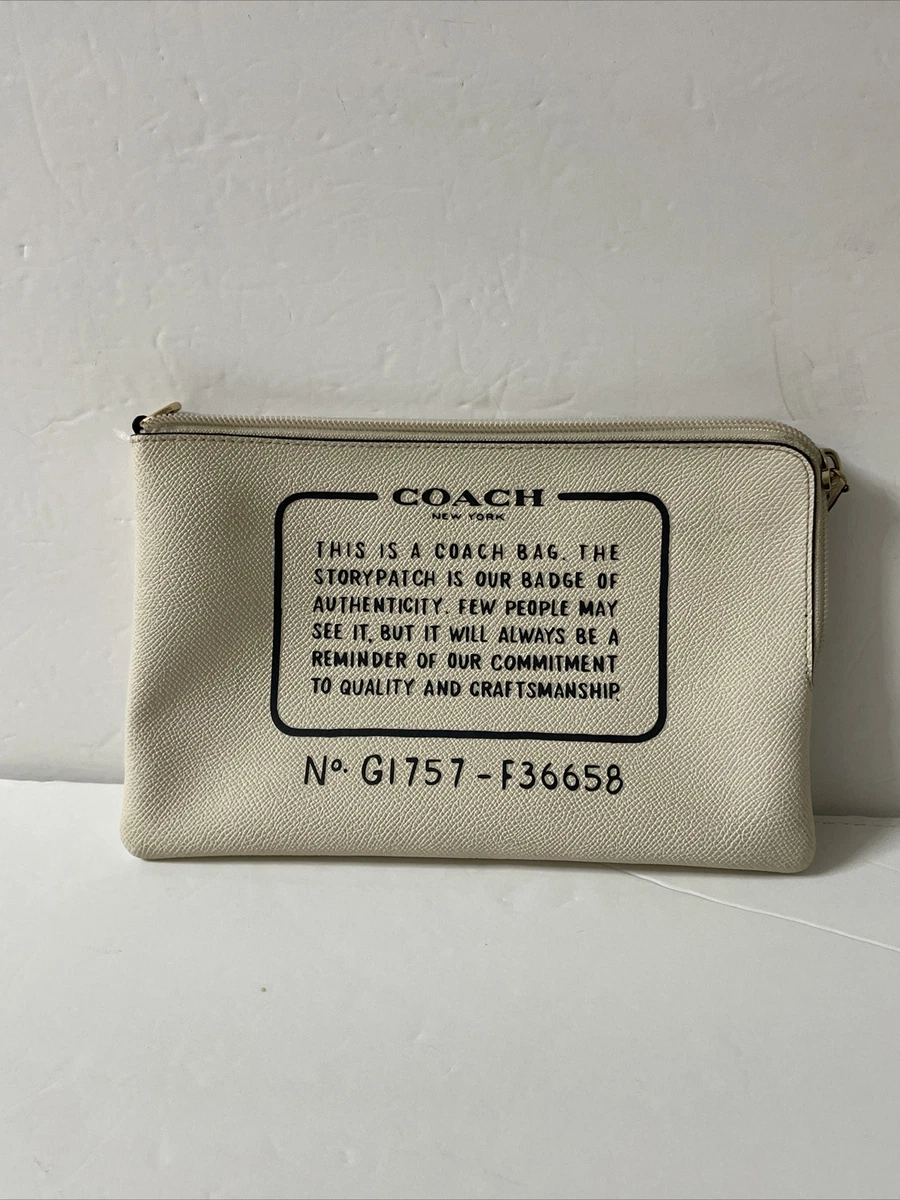 COACH
NEW YORK
THIS IS A COACH BAG. THE
STORYPATCH IS OUR BADGE OF
AUTHENTICITY. FEW PEOPLE MAY
SEE IT, BUT IT WILL ALWAYS BE A
REMINDER OF OUR COMMITMENT
TO QUALITY AND CRAFTSMANSHIP.
No. G1757-F36658